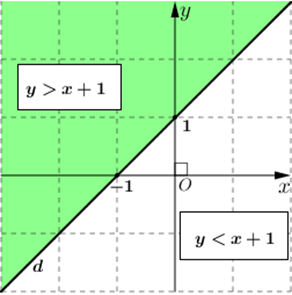 y
y > x + 1
1
−1
O
x
y < x + 1
d